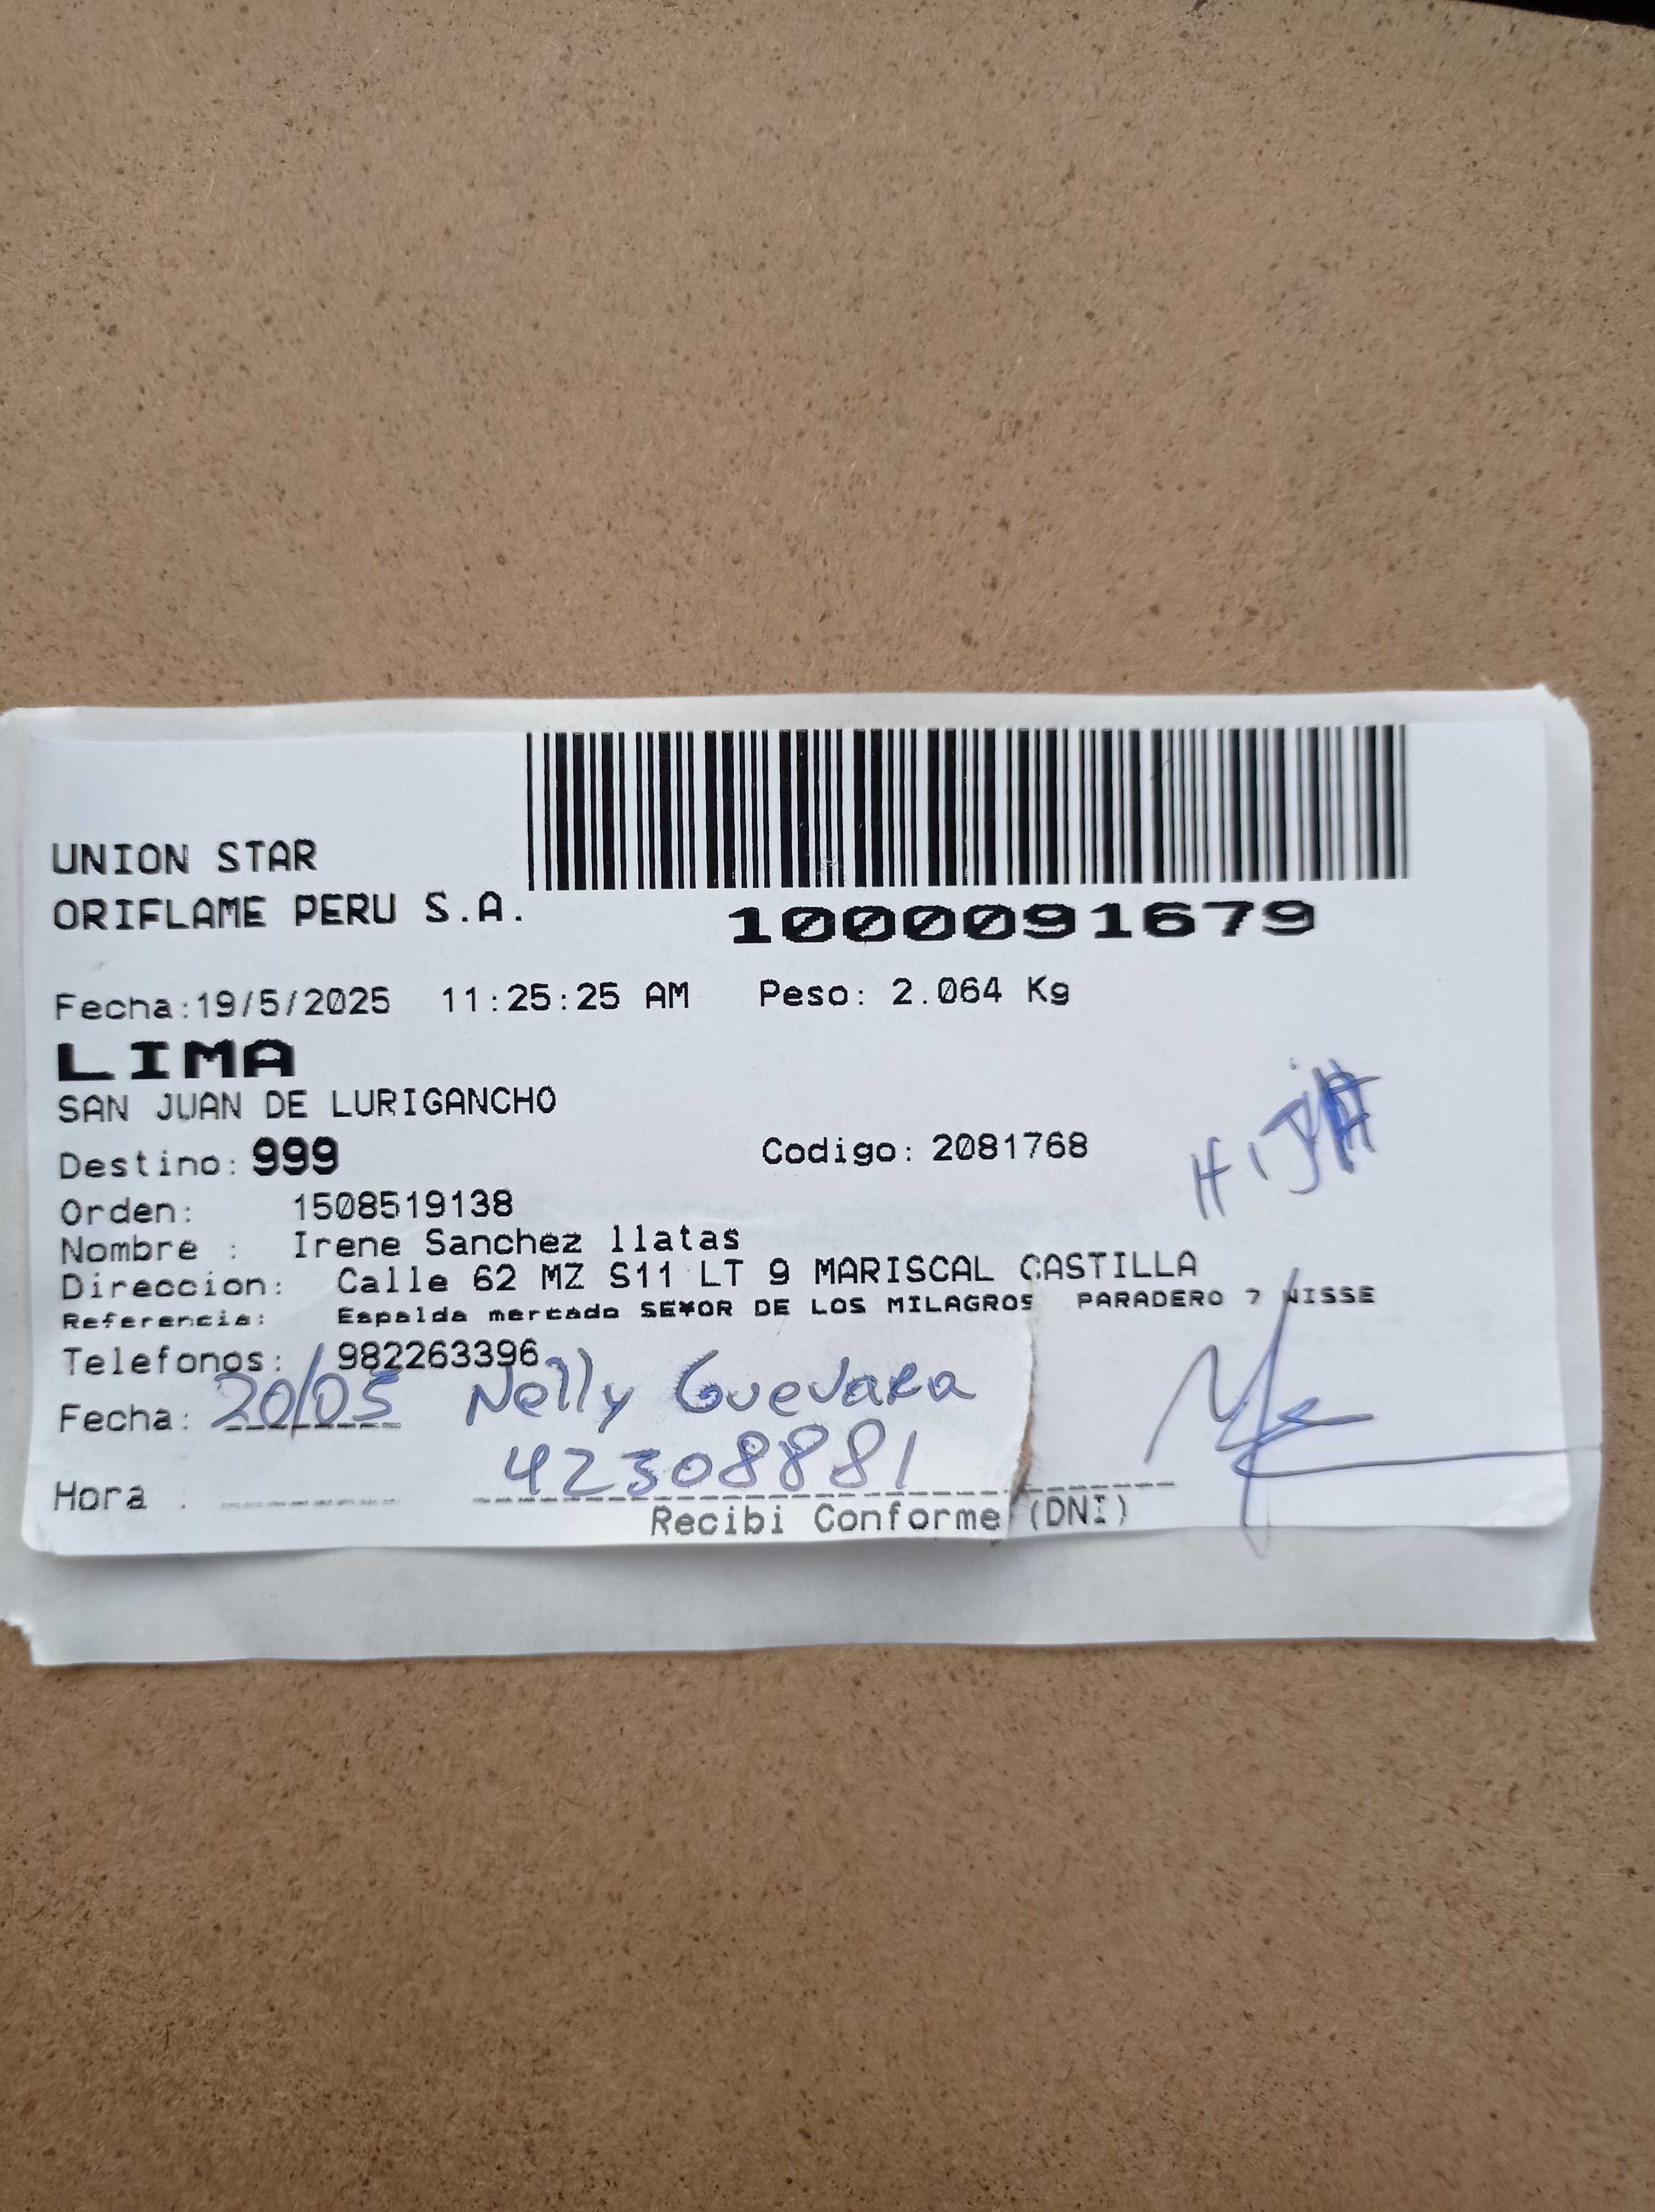 UNION STAR
ORIFLAME PERU S.A.
1000091679
Fecha:19/5/2025 11:25:25 AM Peso: 2.064 Kg
LIMA
SAN JUAN DE LURIGANCHO
Destino: 999 Codigo: 2081768
HIJA
Orden: 1508519138
Nombre : Irene Sanchez llatas
Direccion: Calle 62 MZ S11 LT 9 MARISCAL CASTILLA
Referencia: Espalda mercado SE¥OR DE LOS MILAGROS PARADERO 7 NISSE
Telefonos: 982263396
Fecha: 20/05 Nelly Guevara
42308881
Hora :
Recibi Conforme (DNI)